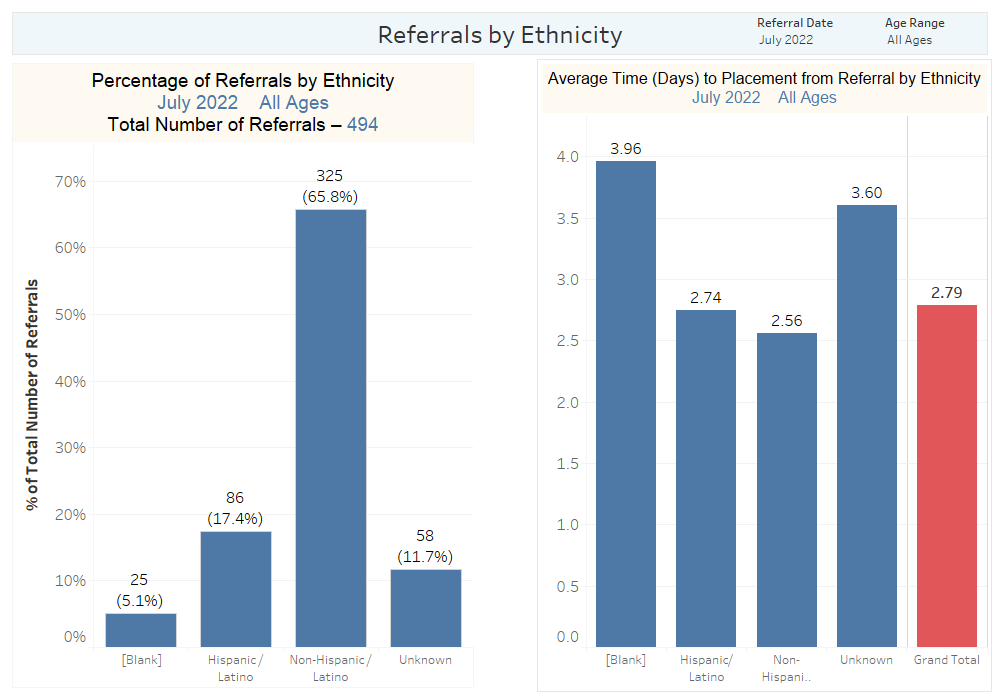 Referrals by Ethnicity
Referral Date
July 2022
Age Range
All Ages
Percentage of Referrals by Ethnicity
July 2022 All Ages
Total Number of Referrals – 494
% of Total Number of Referrals
70%
60%
50%
40%
30%
20%
10%
0%
25
(5.1%)
86
(17.4%)
325
(65.8%)
58
(11.7%)
[Blank]
Hispanic/
Latino
Non-Hispanic/
Latino
Unknown
Average Time (Days) to Placement from Referral by Ethnicity
July 2022 All Ages
4.0
3.5
3.0
2.5
2.0
1.5
1.0
0.5
0.0
3.96
2.74
2.56
3.60
2.79
[Blank]
Hispanic/
Latino
Non-
Hispani..
Unknown
Grand Total